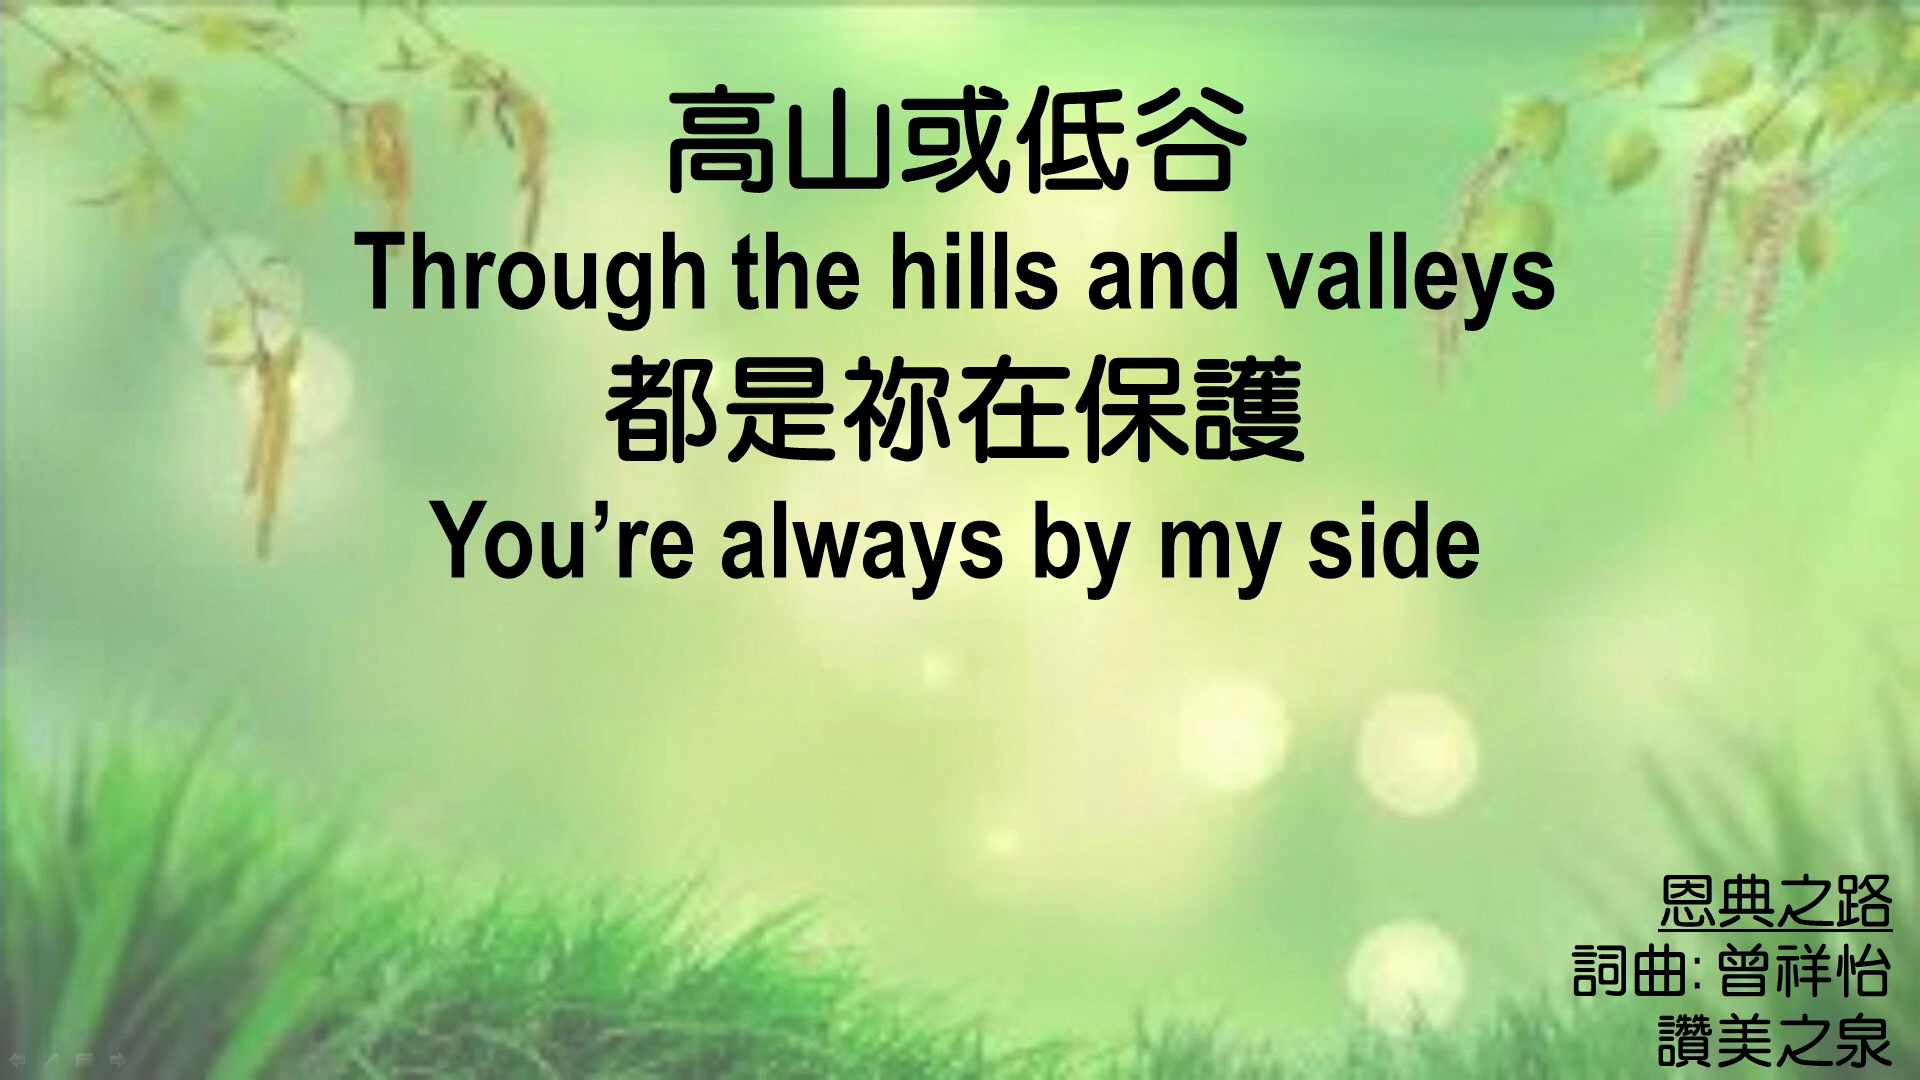 高山或低谷
Through the hills and valleys
都是祢在保護
You’re always by my side
恩典之路
詞曲: 曾祥怡
讚美之泉